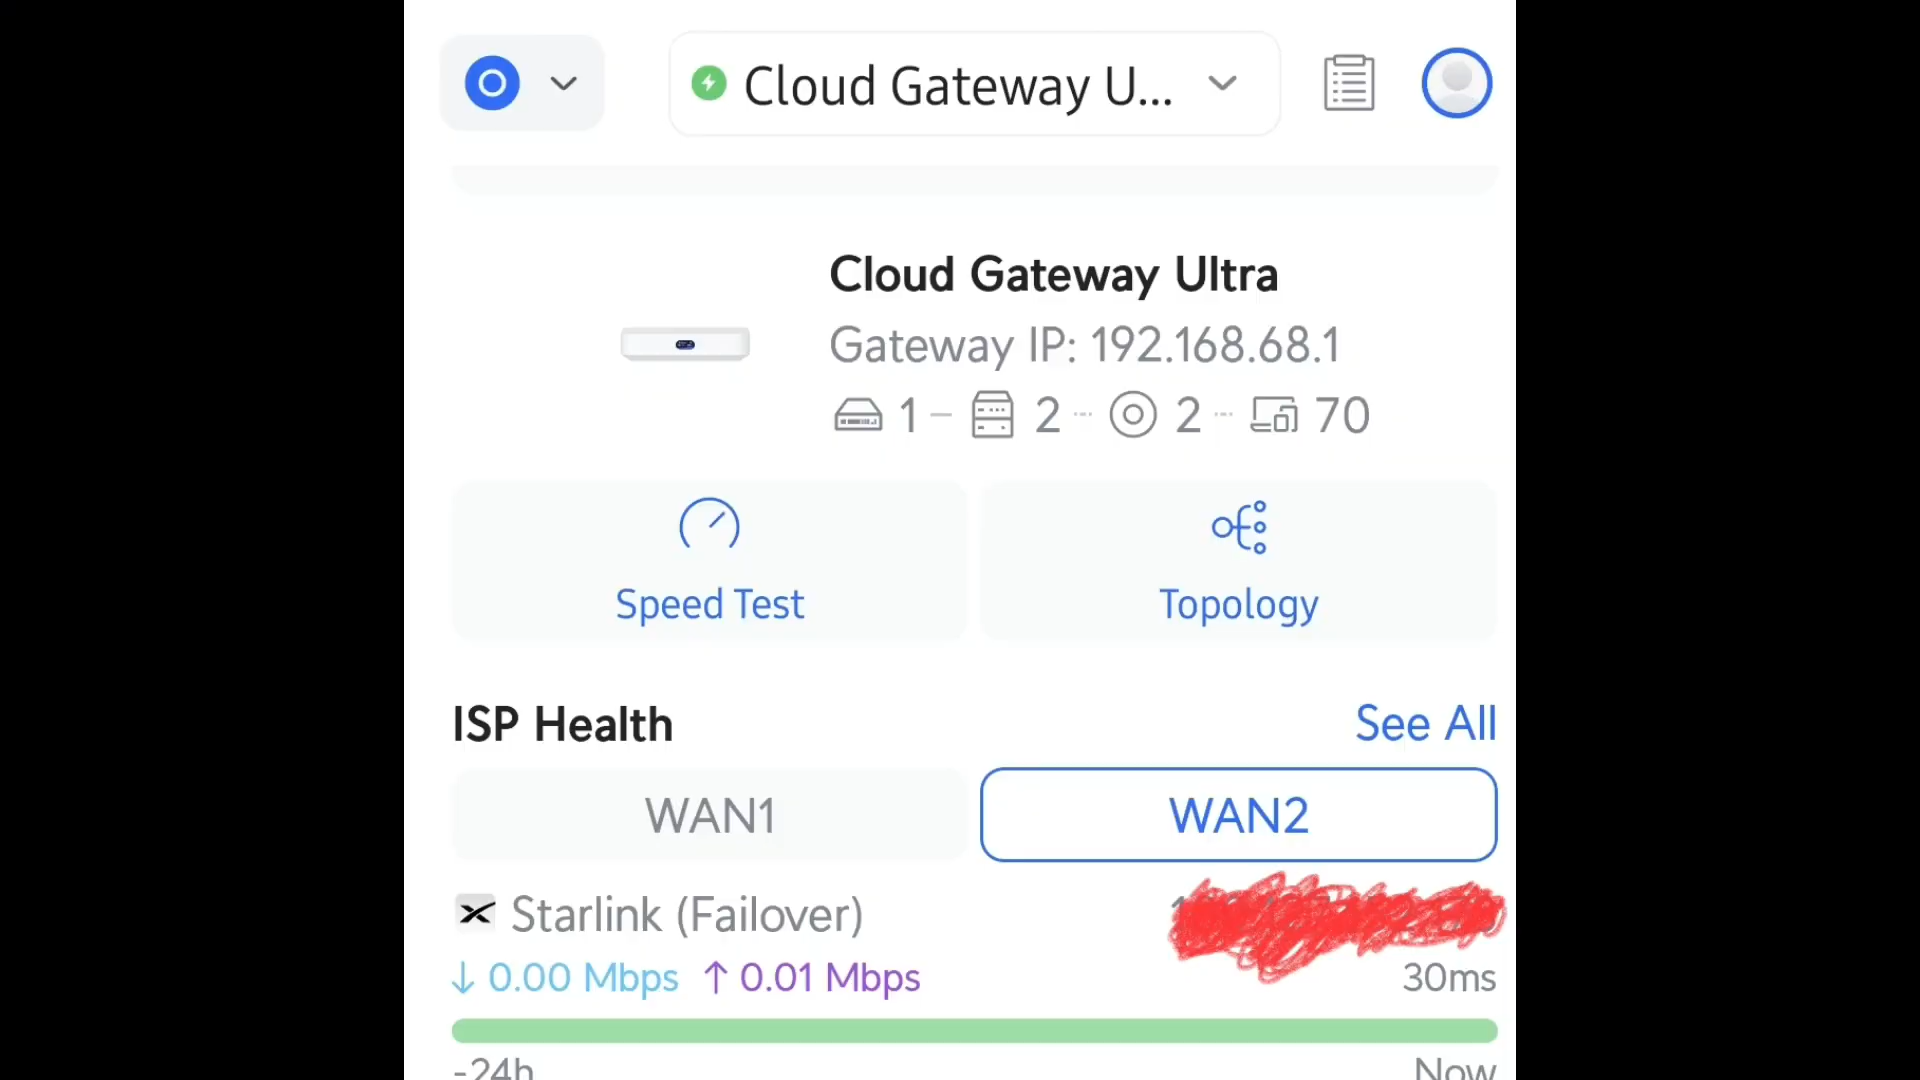 Cloud Gateway U...
Cloud Gateway Ultra
Gateway IP: 192.168.68.1
1 2 2 70
Speed Test
Topology
ISP Health
See All
WAN1
WAN2
Starlink (Failover)
↓ 0.00 Mbps ↑ 0.01 Mbps
30ms
-24h
Now